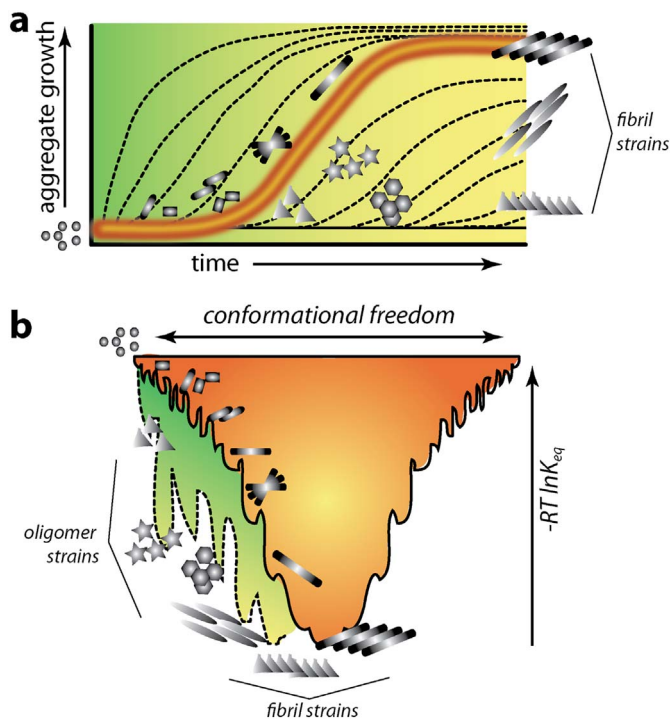 a
aggregate growth
fibril
strains
time
b
conformational freedom
-RT lnKeq
oligomer
strains
fibril strains